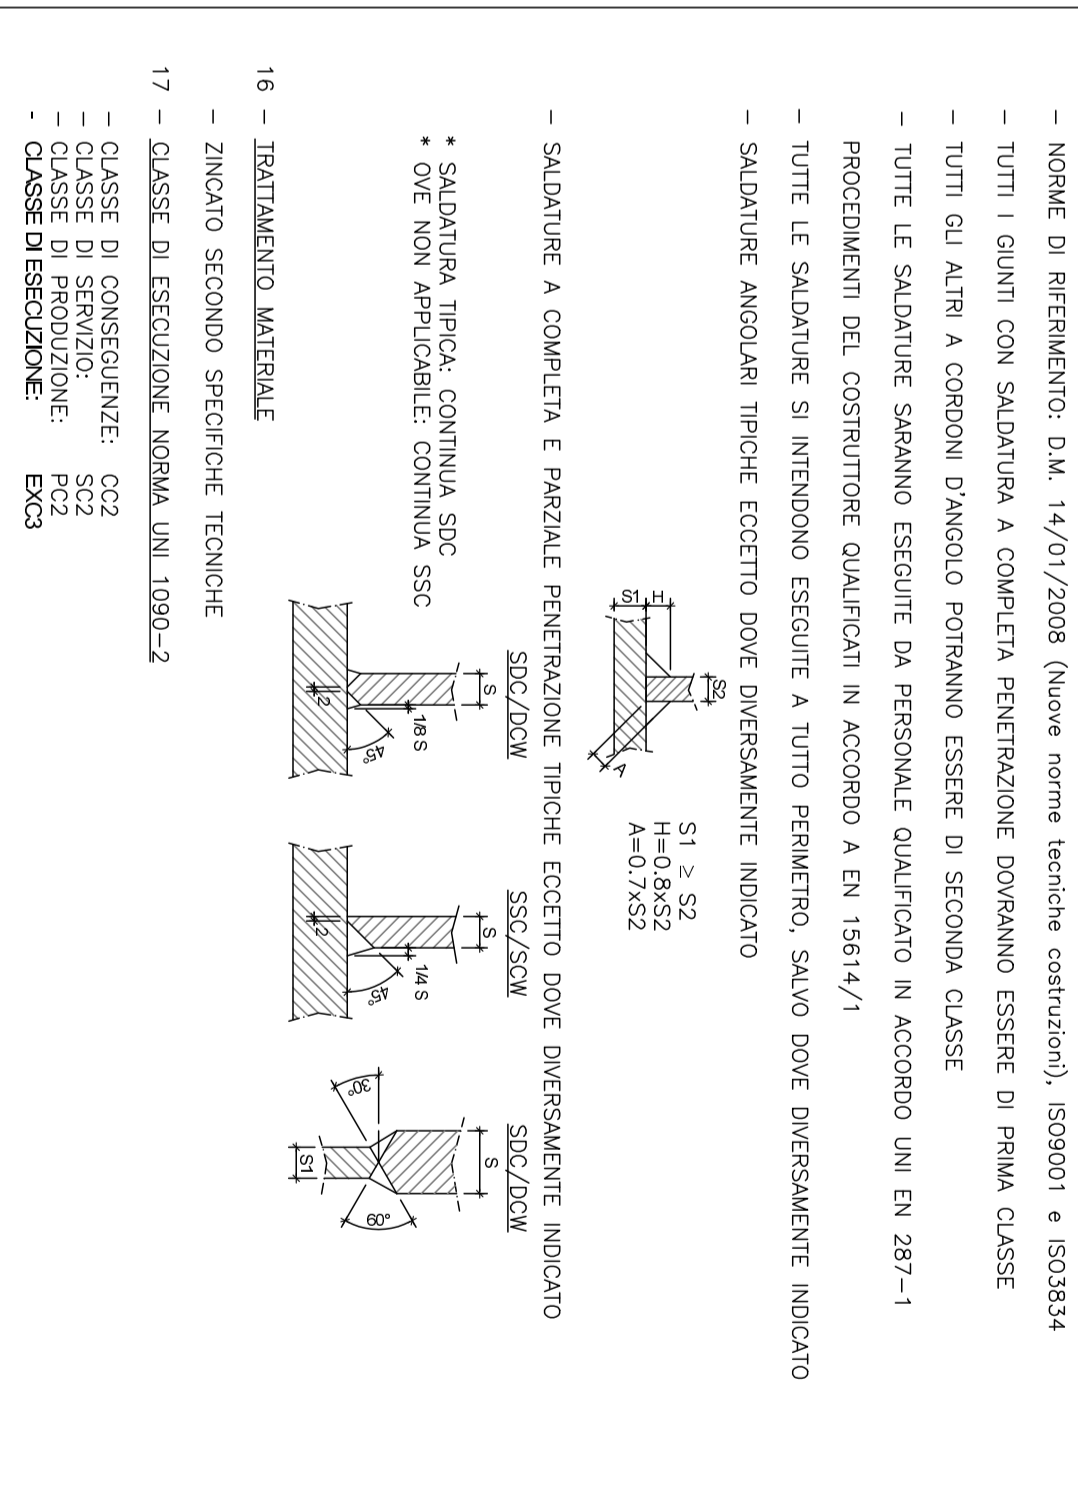 – NORME DI RIFERIMENTO: D.M. 14/01/2008 (Nuove norme tecniche costruzioni), ISO9001 e ISO3834
– TUTTI I GIUNTI CON SALDATURA A COMPLETA PENETRAZIONE DOVRANNO ESSERE DI PRIMA CLASSE
– TUTTI GLI ALTRI A CORDONI D'ANGOLO POTRANNO ESSERE DI SECONDA CLASSE
– TUTTE LE SALDATURE SARANNO ESEGUITE DA PERSONALE QUALIFICATO IN ACCORDO UNI EN 287–1
PROCEDIMENTI DEL COSTRUTTORE QUALIFICATI IN ACCORDO A EN 15614/1
– TUTTE LE SALDATURE SI INTENDONO ESEGUITE A TUTTO PERIMETRO, SALVO DOVE DIVERSAMENTE INDICATO
– SALDATURE ANGOLARI TIPICHE ECCETTO DOVE DIVERSAMENTE INDICATO
S2
H
S1
A
S1 ≥ S2
H=0.8xS2
A=0.7xS2
– SALDATURE A COMPLETA E PARZIALE PENETRAZIONE TIPICHE ECCETTO DOVE DIVERSAMENTE INDICATO
* SALDATURA TIPICA: CONTINUA SDC
* OVE NON APPLICABILE: CONTINUA SSC
SDC/DCW
S
1/8 S
45°
2
SSC/SCW
S
1/4 S
45°
2
SDC/DCW
S
30°
60°
S1
16 – TRATTAMENTO MATERIALE
– ZINCATO SECONDO SPECIFICHE TECNICHE
17 – CLASSE DI ESECUZIONE NORMA UNI 1090–2
– CLASSE DI CONSEGUENZE: CC2
– CLASSE DI SERVIZIO: SC2
– CLASSE DI PRODUZIONE: PC2
- CLASSE DI ESECUZIONE: EXC3